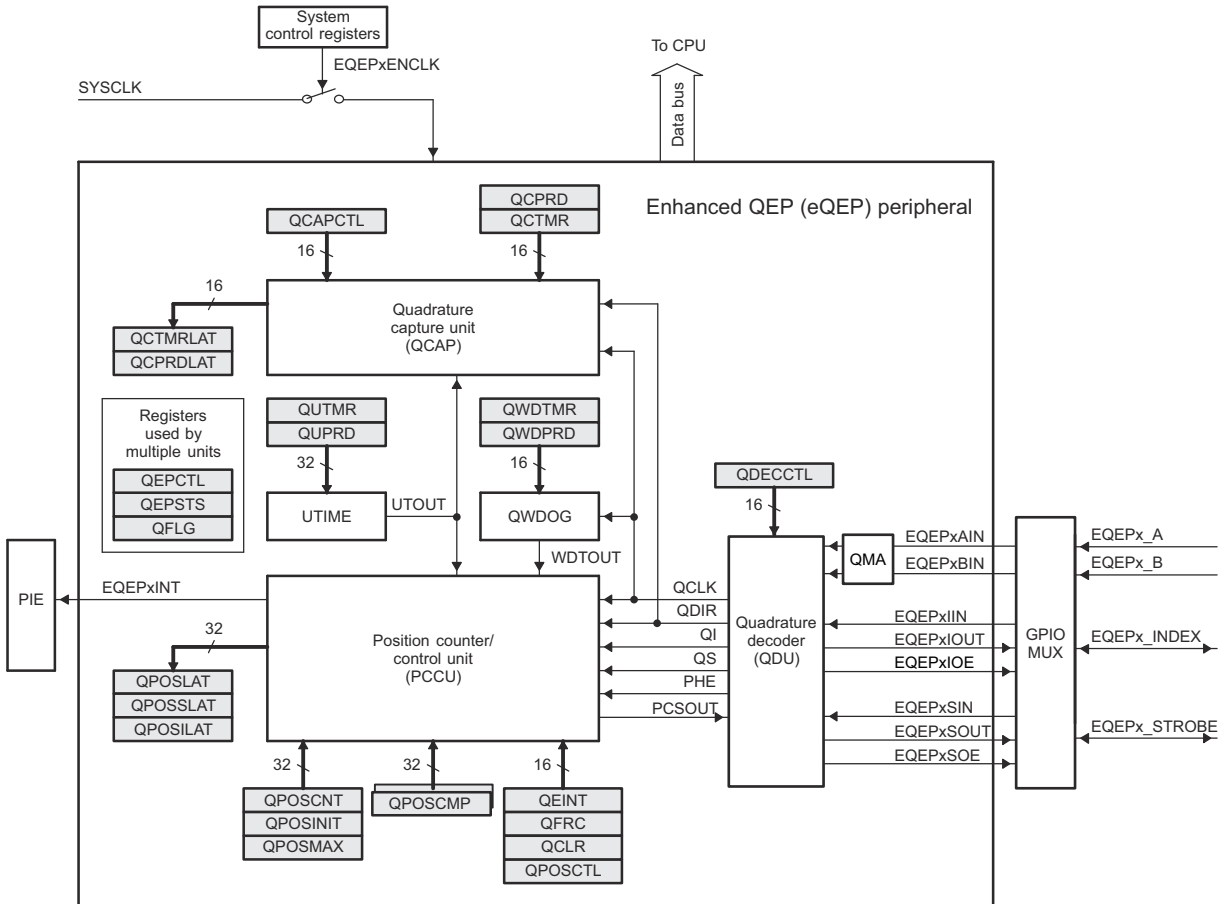 System
control registers
To CPU
EQEPxENCLK
SYSCLK
Data bus
Enhanced QEP (eQEP) peripheral
QCPRD
QCAPCTL
QCTMR
16
16
16
Quadrature
capture unit
(QCAP)
QCTMRLAT
QCPRDLAT
Registers
used by
multiple units
QEPCTL
QEPSTS
QFLG
QUTMR
QUPRD
32
QWDTMR
QWDPRD
16
UTIME
UTOUT
QWDOG
WDTOUT
QDECCTL
16
PIE
EQEPxINT
Position counter/
control unit
(PCCU)
QCLK
QDIR
QI
QS
PHE
PCSOUT
Quadrature
decoder
(QDU)
QMA
EQEPxAIN
EQEPxBIN
EQEPxIIN
EQEPxIOUT
EQEPxIOE
EQEPxSIN
EQEPxSOUT
EQEPxSOE
GPIO
MUX
EQEPx_A
EQEPx_B
EQEPx_INDEX
EQEPx_STROBE
32
QPOSLAT
QPOSSLAT
QPOSILAT
32
32
16
QPOSCNT
QPOSINIT
QPOSMAX
QPOSCMP
QEINT
QFRC
QCLR
QPOSCTL